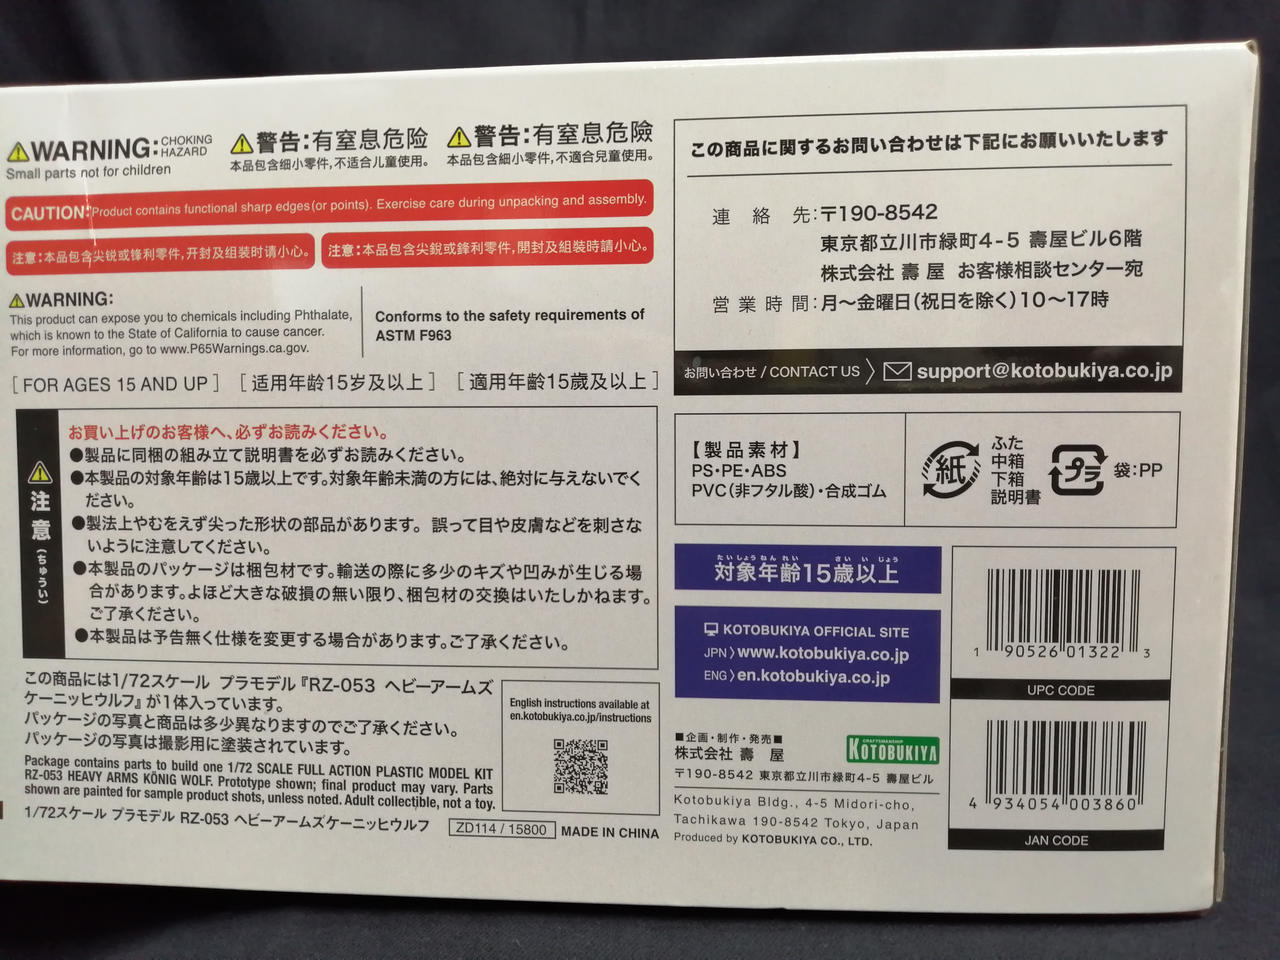 WARNING: CHOKING HAZARD
Small parts not for children
警告:有窒息危险
本品包含细小零件,不适合儿童使用。
警告:有窒息危險
本品包含細小零件,不適合兒童使用。
CAUTION: Product contains functional sharp edges(or points). Exercise care during unpacking and assembly.
注意:本品包含尖锐或锋利零件,开封及组装时请小心。
注意:本品包含尖銳或鋒利零件,開封及組裝時請小心。
WARNING:
This product can expose you to chemicals including Phthalate,
which is known to the State of California to cause cancer.
For more information, go to www.P65Warnings.ca.gov.
Conforms to the safety requirements of
ASTM F963
[FOR AGES 15 AND UP] [适用年龄15岁及以上] [適用年齡15歲及以上]
注意(ちゅうい)
お買い上げのお客様へ、必ずお読みください。
●製品に同梱の組み立て説明書を必ずお読みください。
●本製品の対象年齢は15歳以上です。対象年齢未満の方には、絶対に与えないでく
ださい。
●製法上やむをえず尖った形状の部品があります。 誤って目や皮膚などを刺さな
いように注意してください。
●本製品のパッケージは梱包材です。輸送の際に多少のキズや凹みが生じる場
合があります。よほど大きな破損の無い限り、梱包材の交換はいたしかねます。
ご了承ください。
●本製品は予告無く仕様を変更する場合があります。ご了承ください。
この商品には1/72スケール プラモデル『RZ-053 ヘビーアームズ
ケーニッヒウルフ』が1体入っています。
パッケージの写真と商品は多少異なりますのでご了承ください。
パッケージの写真は撮影用に塗装されています。
Package contains parts to build one 1/72 SCALE FULL ACTION PLASTIC MODEL KIT
RZ-053 HEAVY ARMS KÖNIG WOLF. Prototype shown; final product may vary. Parts
shown are painted for sample product shots, unless noted. Adult collectible, not a toy.
1/72スケール プラモデル RZ-053 ヘビーアームズケーニッヒウルフ
ZD114 / 15800
MADE IN CHINA
English instructions available at
en.kotobukiya.co.jp/instructions
この商品に関するお問い合わせは下記にお願いいたします
連絡先:〒190-8542
東京都立川市緑町4-5 壽屋ビル6階
株式会社 壽 屋 お客様相談センター宛
営業時間:月〜金曜日(祝日を除く)10〜17時
お問い合わせ / CONTACT US 〉 support@kotobukiya.co.jp
【製品素材】
PS・PE・ABS
PVC(非フタル酸)・合成ゴム
紙
ふた
中箱
下箱
説明書
プラ
袋:PP
たいしょうねんれい さいいじょう
対象年齢15歳以上
KOTOBUKIYA OFFICIAL SITE
JPN〉www.kotobukiya.co.jp
ENG〉en.kotobukiya.co.jp
■企画・制作・発売■
株式会社 壽 屋
CRAFTSMANSHIP
KOTOBUKIYA
〒190-8542 東京都立川市緑町4-5 壽屋ビル
Kotobukiya Bldg., 4-5 Midori-cho,
Tachikawa 190-8542 Tokyo, Japan
Produced by KOTOBUKIYA CO., LTD.
1 90526 01322 3
UPC CODE
4 934054 003860
JAN CODE